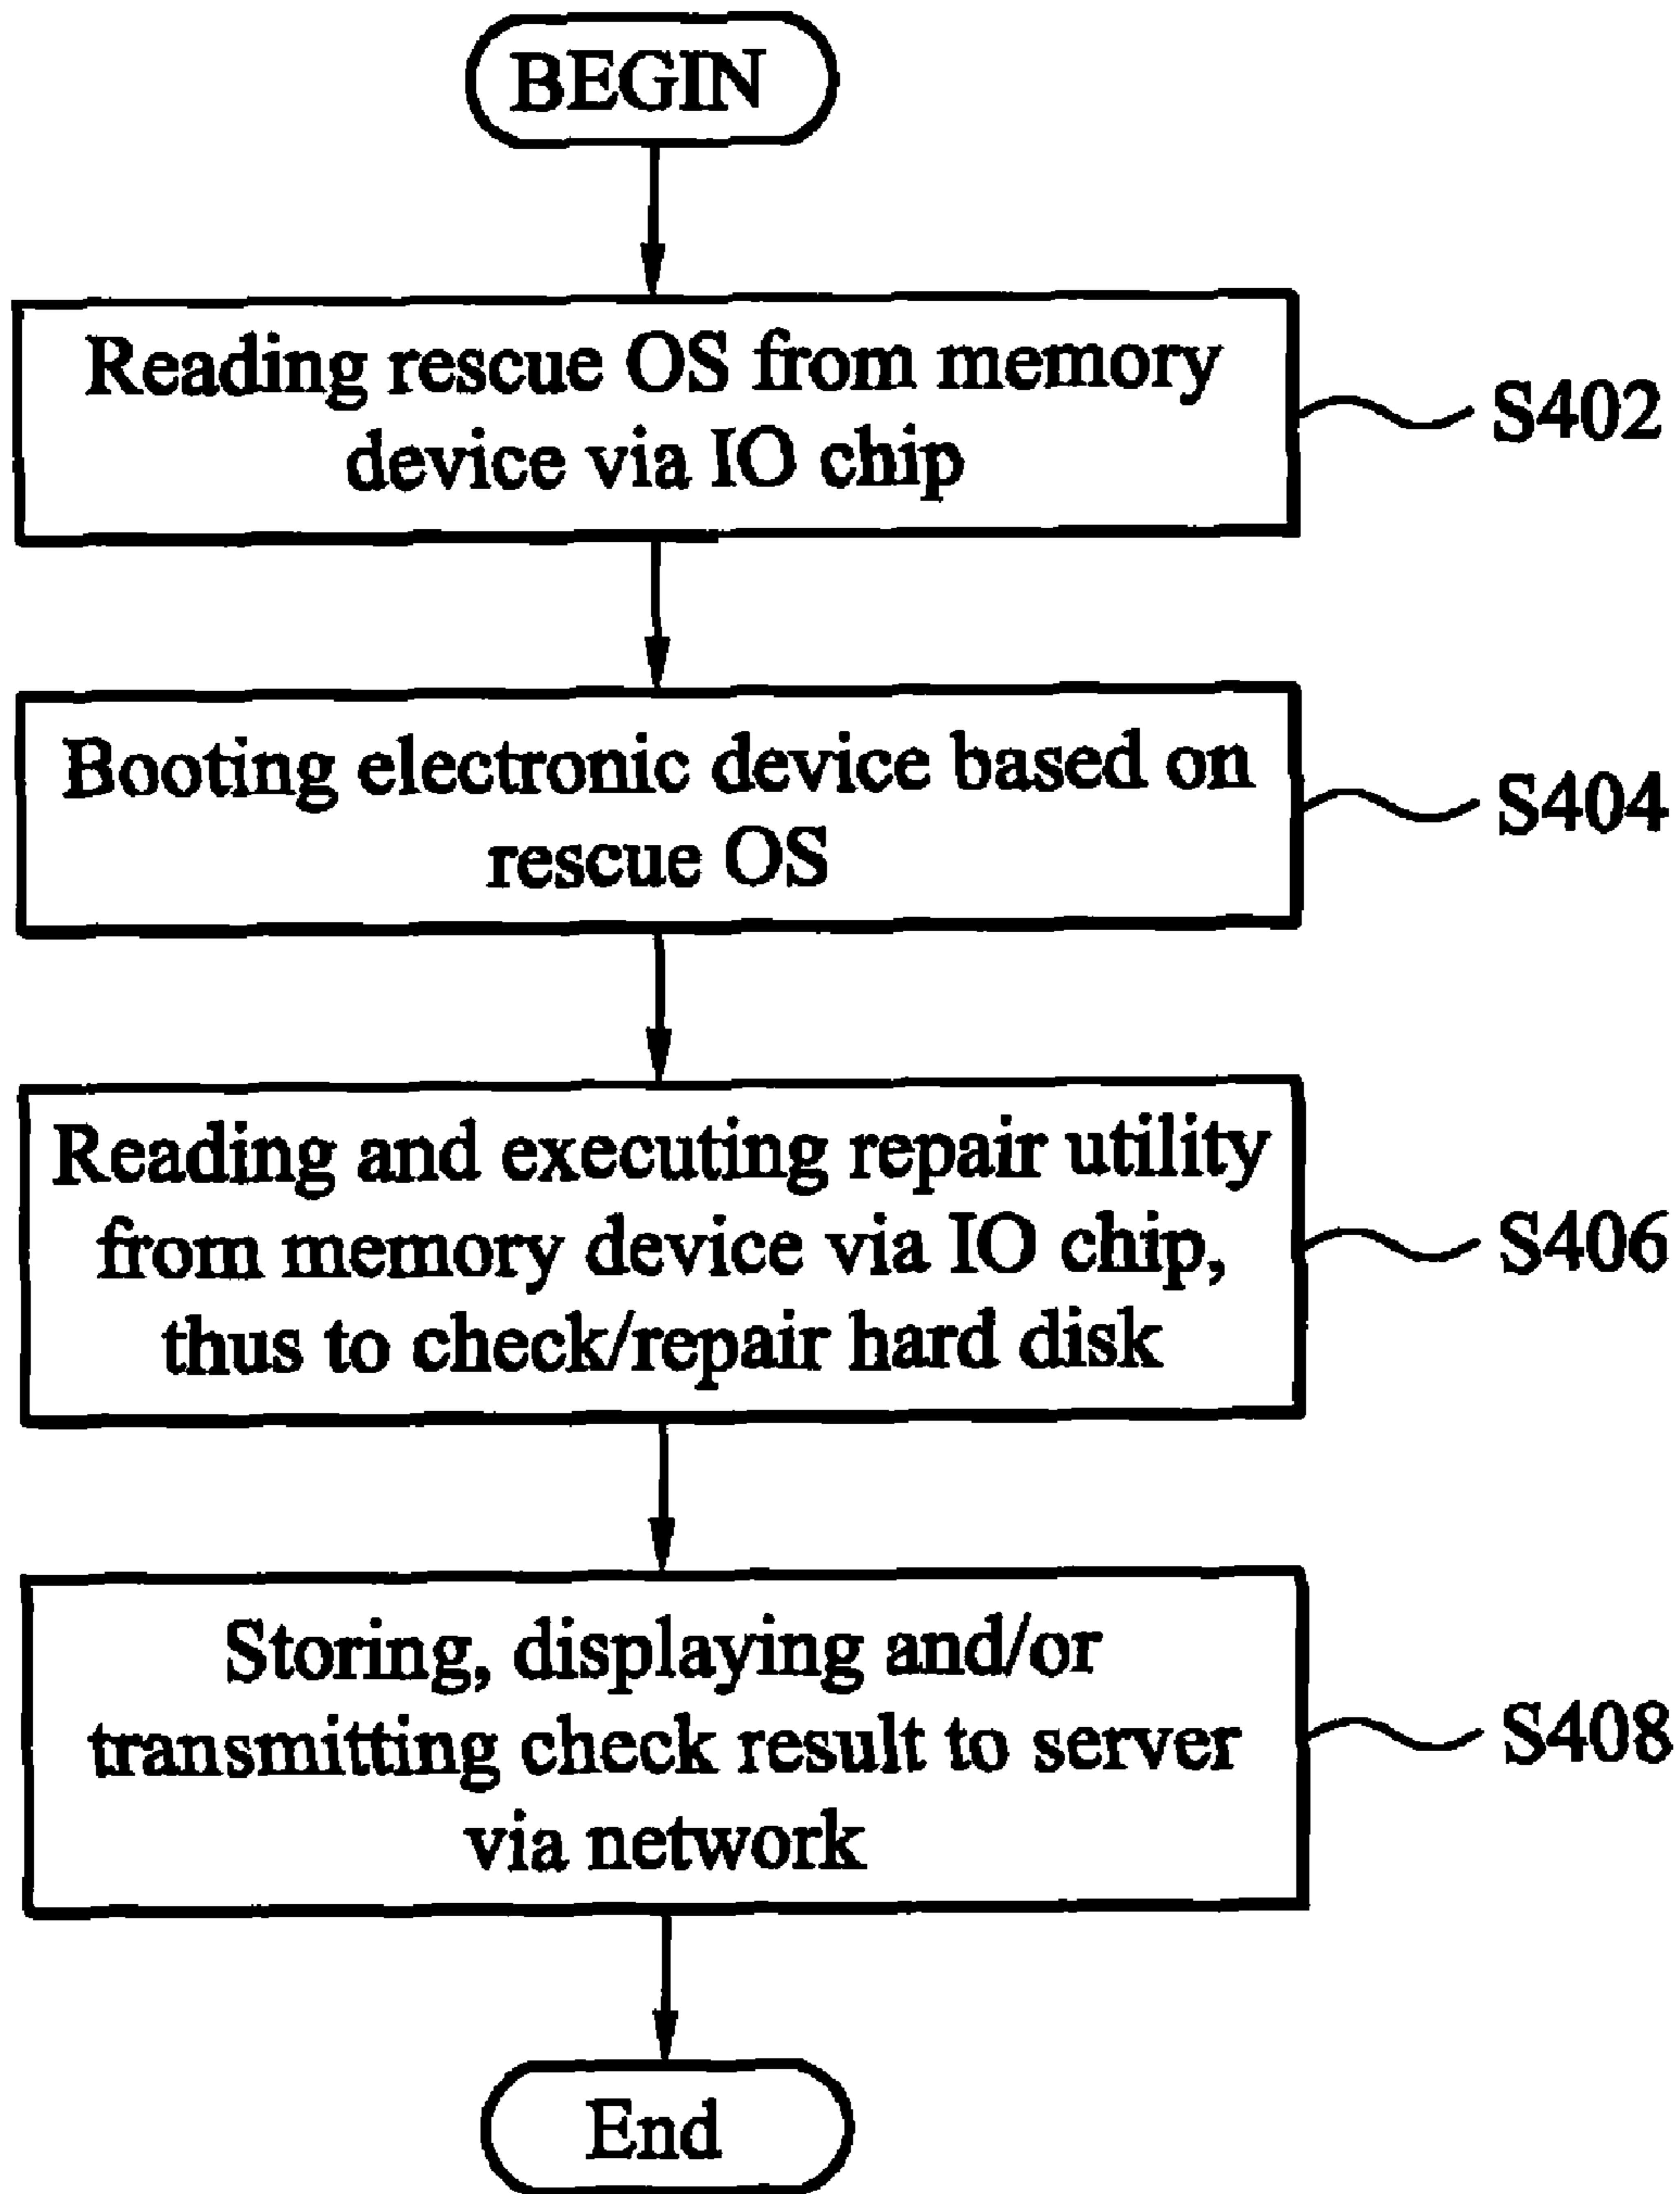 BEGIN
Reading rescue OS from memory
device via IO chip
S402
Booting electronic device based on
rescue OS
S404
Reading and executing repair utility
from memory device via IO chip,
thus to check/repair hard disk
S406
Storing, displaying and/or
transmitting check result to server
via network
S408
End